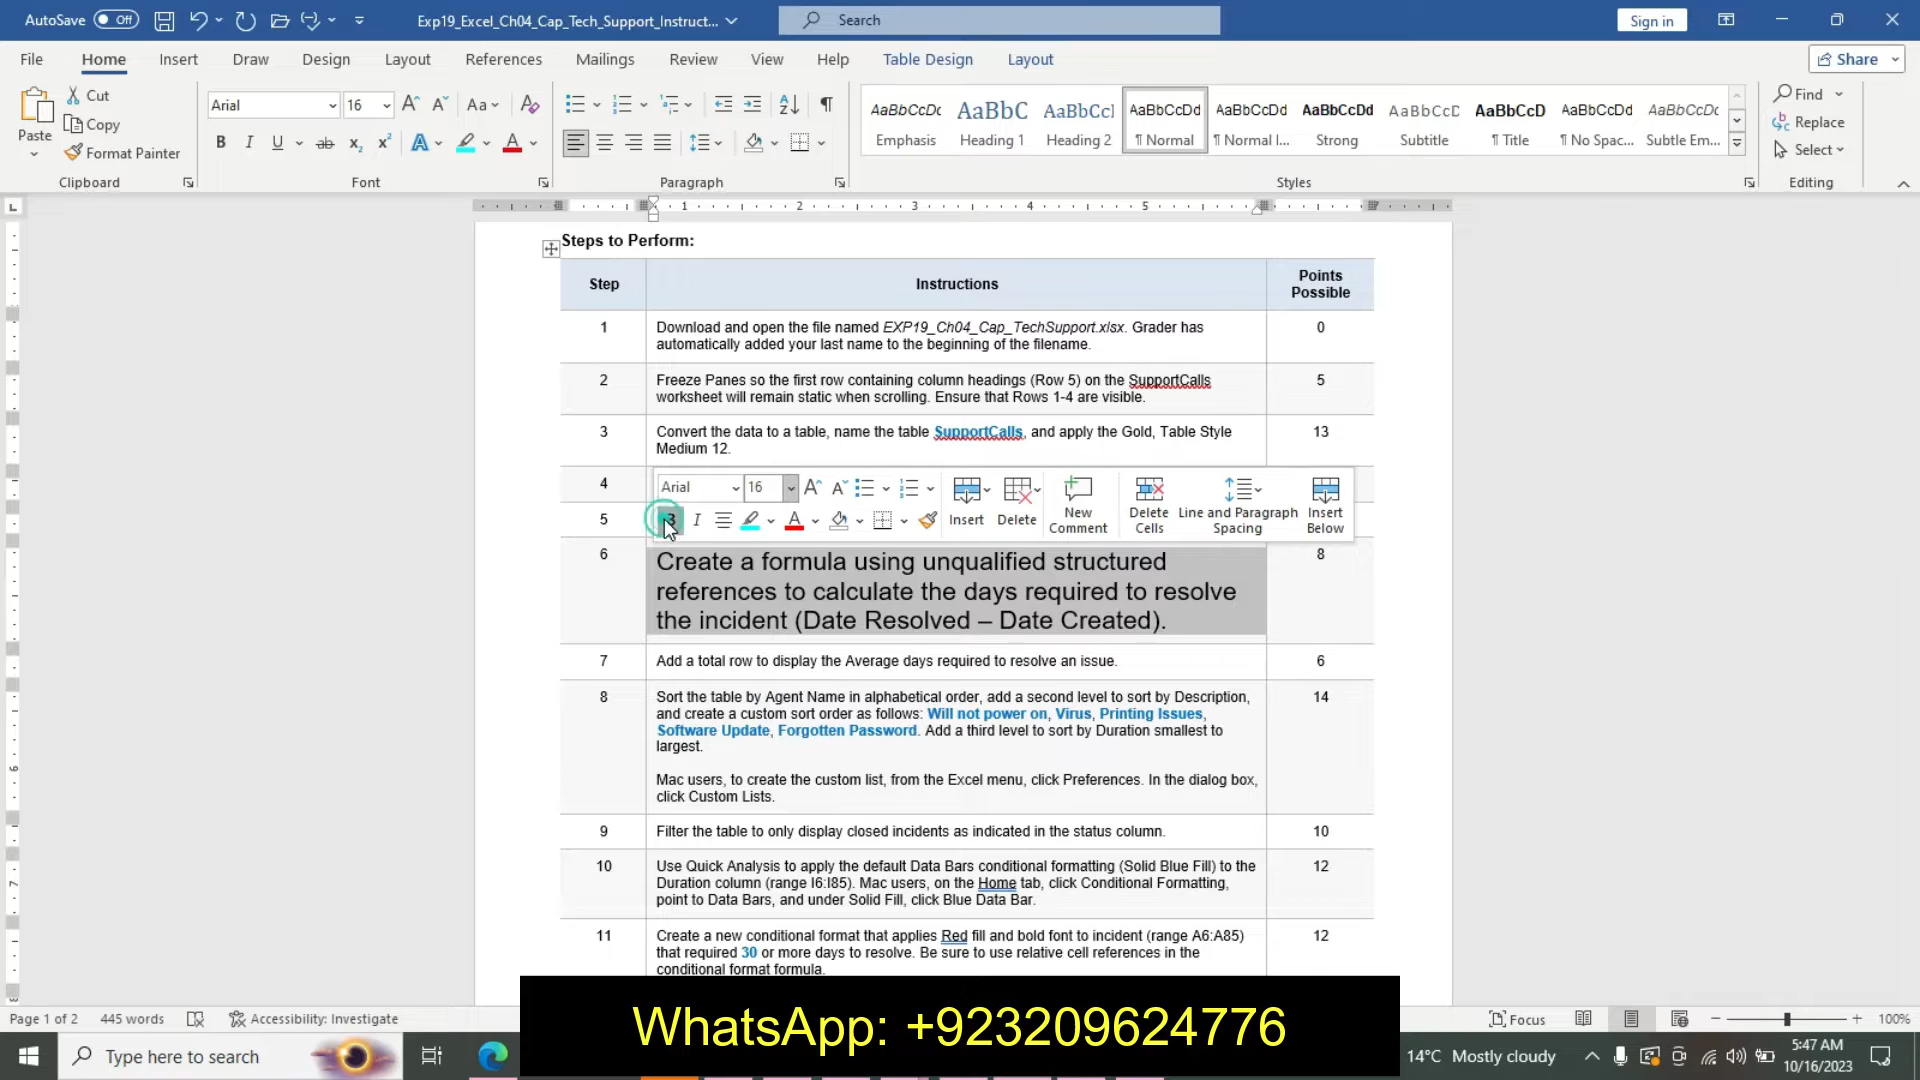 AutoSave Off
Exp19_Excel_Ch04_Cap_Tech_Support_Instruct...
Search
Sign in
File Home Insert Draw Design Layout References Mailings Review View Help Table Design Layout
Share
Paste
Cut
Copy
Format Painter
Clipboard
Arial 16
Font
Paragraph
AaBbCcDc AaBbC AaBbCcI AaBbCcDd AaBbCcDd AaBbCcDd AaBbCcD AaBbCcD AaBbCcDd AaBbCcDc
Emphasis Heading 1 Heading 2 ¶ Normal ¶ Normal I... Strong Subtitle ¶ Title ¶ No Spac... Subtle Em...
Styles
Find
Replace
Select
Editing
1 2 3 4 5
Steps to Perform:
Step Instructions Points
Possible
1 Download and open the file named EXP19_Ch04_Cap_TechSupport.xlsx. Grader has 0
automatically added your last name to the beginning of the filename.
2 Freeze Panes so the first row containing column headings (Row 5) on the SupportCalls 5
worksheet will remain static when scrolling. Ensure that Rows 1-4 are visible.
3 Convert the data to a table, name the table SupportCalls, and apply the Gold, Table Style 13
Medium 12.
4
5
Arial 16
Insert Delete New
Comment Delete
Cells Line and Paragraph
Spacing Insert
Below
6 Create a formula using unqualified structured 8
references to calculate the days required to resolve
the incident (Date Resolved – Date Created).
7 Add a total row to display the Average days required to resolve an issue. 6
8 Sort the table by Agent Name in alphabetical order, add a second level to sort by Description, 14
and create a custom sort order as follows: Will not power on, Virus, Printing Issues,
Software Update, Forgotten Password. Add a third level to sort by Duration smallest to
largest.
Mac users, to create the custom list, from the Excel menu, click Preferences. In the dialog box,
click Custom Lists.
9 Filter the table to only display closed incidents as indicated in the status column. 10
10 Use Quick Analysis to apply the default Data Bars conditional formatting (Solid Blue Fill) to the 12
Duration column (range I6:I85). Mac users, on the Home tab, click Conditional Formatting,
point to Data Bars, and under Solid Fill, click Blue Data Bar.
11 Create a new conditional format that applies Red fill and bold font to incident (range A6:A85) 12
that required 30 or more days to resolve. Be sure to use relative cell references in the
conditional format formula.
WhatsApp: +923209624776
Page 1 of 2 445 words Accessibility: Investigate
Focus
100%
Type here to search
14°C Mostly cloudy
5:47 AM
10/16/2023